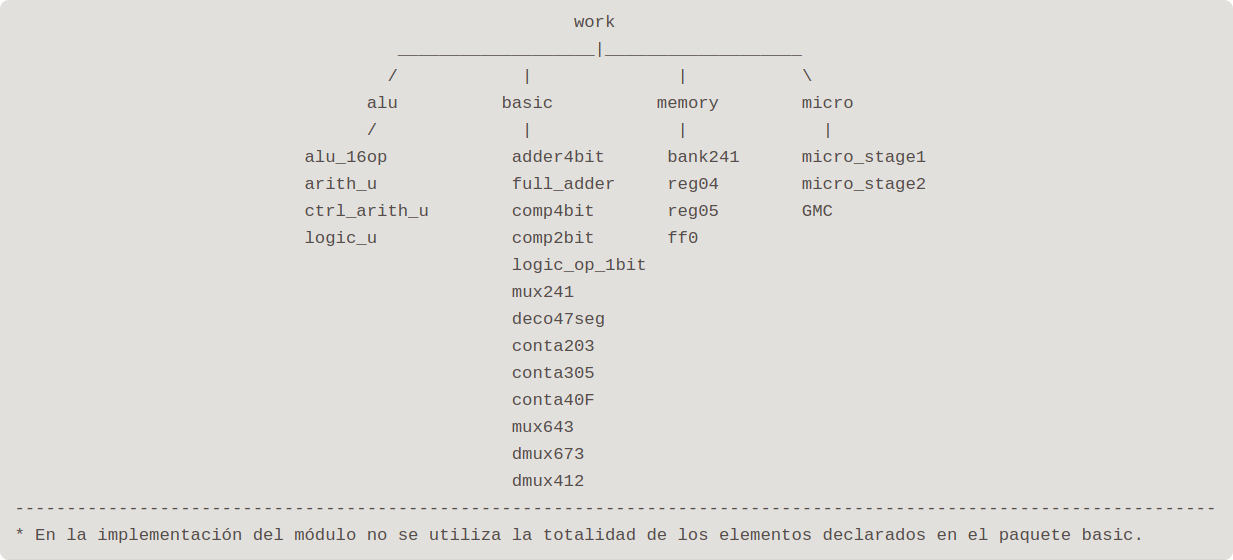 work
___________________|___________________
/ | | \
alu basic memory micro
/ | | |
alu_16op adder4bit bank241 micro_stage1
arith_u full_adder reg04 micro_stage2
ctrl_arith_u comp4bit reg05 GMC
logic_u comp2bit ff0
logic_op_1bit
mux241
deco47seg
conta203
conta305
conta40F
mux643
dmux673
dmux412
--------------------------------------------------------------------------------------------------------------------
* En la implementación del módulo no se utiliza la totalidad de los elementos declarados en el paquete basic.